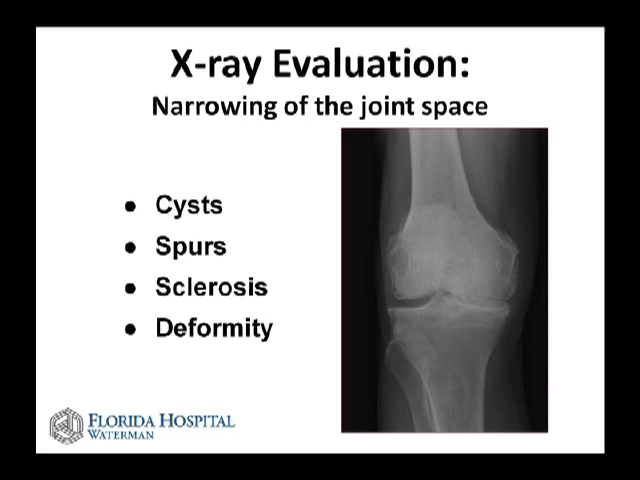 X-ray Evaluation:
Narrowing of the joint space
● Cysts
● Spurs
● Sclerosis
● Deformity
FLORIDA HOSPITAL
WATERMAN